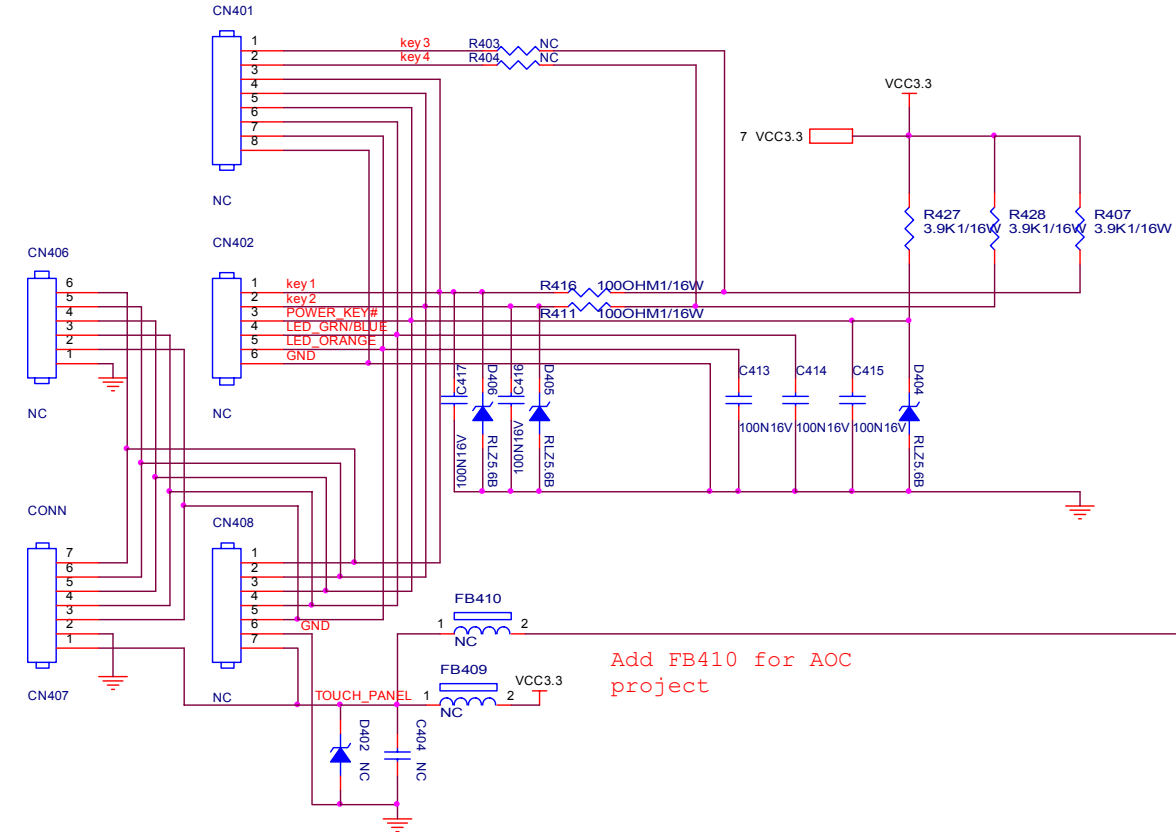 CN401
1
2
3
4
5
6
7
8
key3
key4
R403 NC
R404 NC
NC
VCC3.3
7 VCC3.3
R427
3.9K1/16W
R428
3.9K1/16W
R407
3.9K1/16W
CN406
6
5
4
3
2
1
NC
CN402
1
2
3
4
5
6
key1
key2
POWER_KEY#
LED_GRN/BLUE
LED_ORANGE
GND
NC
R416 100OHM1/16W
R411 100OHM1/16W
C417
100N16V
D406
RLZ5.6B
C416
100N16V
D405
RLZ5.6B
C413
100N16V
C414
100N16V
C415
100N16V
D404
RLZ5.6B
CONN
7
6
5
4
3
2
1
CN407
CN408
1
2
3
4
5
6
7
GND
NC
TOUCH_PANEL
FB410
1 2
NC
FB409
1 2
NC
VCC3.3
Add FB410 for AOC
project
D402 NC
C404 NC